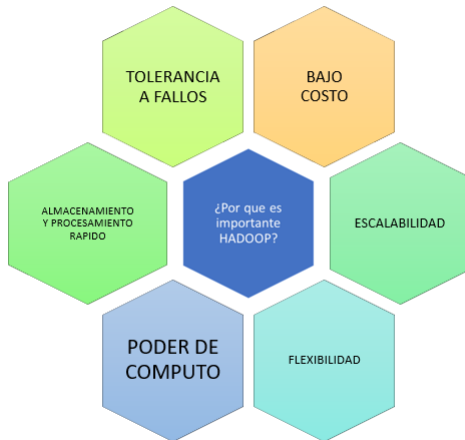 TOLERANCIA
A FALLOS
BAJO
COSTO
ALMACENAMIENTO
Y PROCESAMIENTO
RAPIDO
¿Por que es
importante
HADOOP?
ESCALABILIDAD
PODER DE
COMPUTO
FLEXIBILIDAD